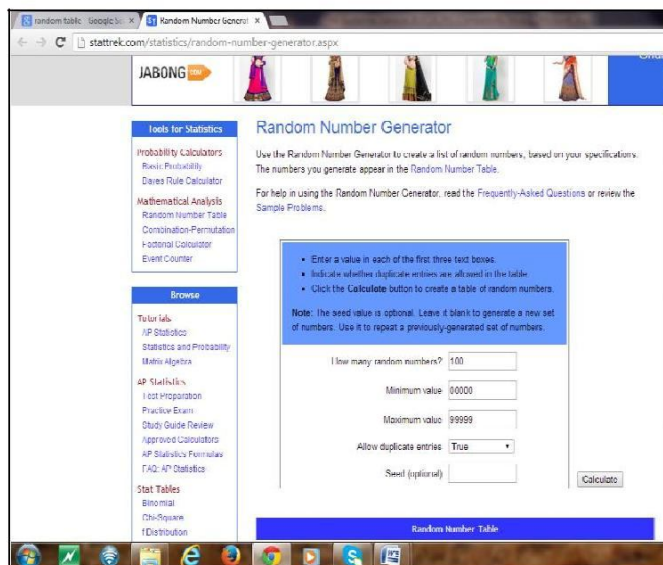 random table - Google Se
Random Number Generat
stattrek.com/statistics/random-number-generator.aspx
JABONG
COM
Tools for Statistics
Probability Calculators
Basic Probability
Bayes Rule Calculator
Mathematical Analysis
Random Number Table
Combination-Permutation
Factorial Calculator
Event Counter
Browse
Tutorials
AP Statistics
Statistics and Probability
Matrix Algebra
AP Statistics
Test Preparation
Practice Exam
Study Guide Review
Approved Calculators
AP Statistics Formulas
FAQ: AP Statistics
Stat Tables
Binomial
Chi-Square
f Distribution
Random Number Generator
Use the Random Number Generator to create a list of random numbers, based on your specifications.
The numbers you generate appear in the Random Number Table.
For help in using the Random Number Generator, read the Frequently-Asked Questions or review the
Sample Problems.
• Enter a value in each of the first three text boxes.
• Indicate whether duplicate entries are allowed in the table.
• Click the Calculate button to create a table of random numbers.
Note: The seed value is optional. Leave it blank to generate a new set
of numbers. Use it to repeat a previously-generated set of numbers.
How many random numbers? 100
Minimum value 00000
Maximum value 99999
Allow duplicate entries True
Seed (optional)
Calculate
Random Number Table